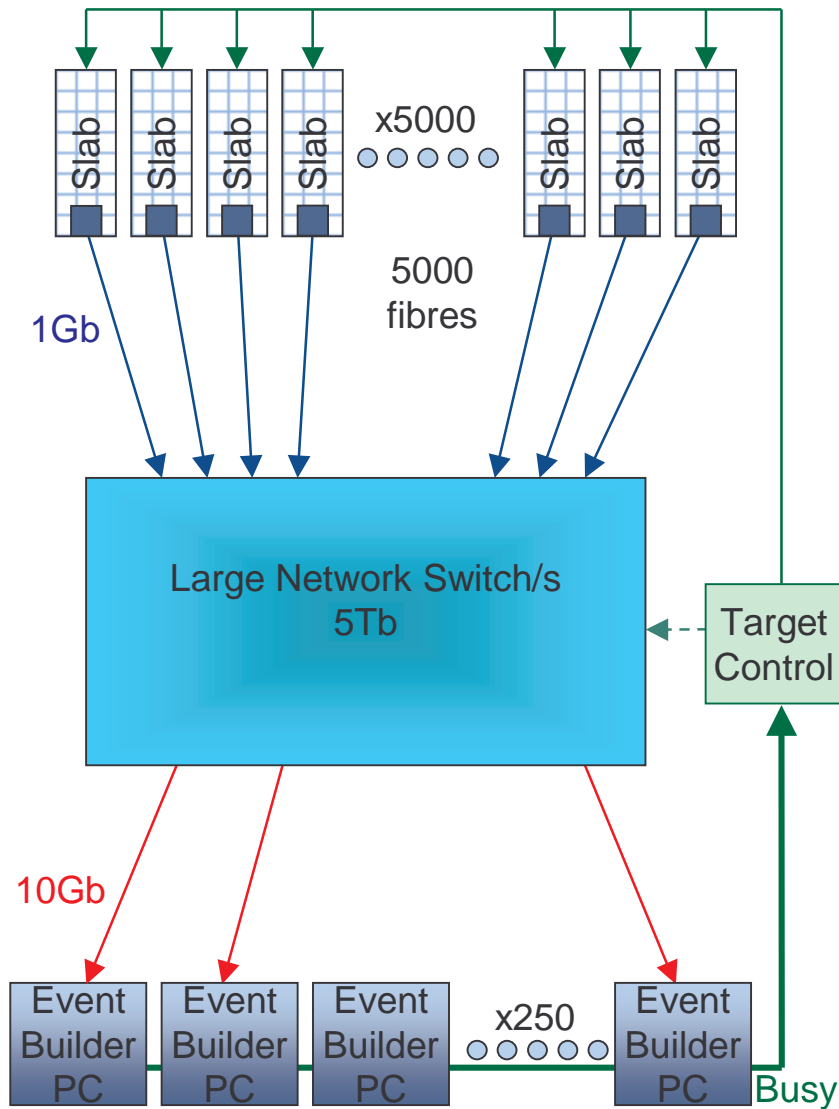 Slab
Slab
Slab
Slab
x5000
Slab
Slab
Slab
5000
fibres
1Gb
Large Network Switch/s
5Tb
Target
Control
10Gb
Event
Builder
PC
Event
Builder
PC
Event
Builder
PC
x250
Event
Builder
PC
Busy